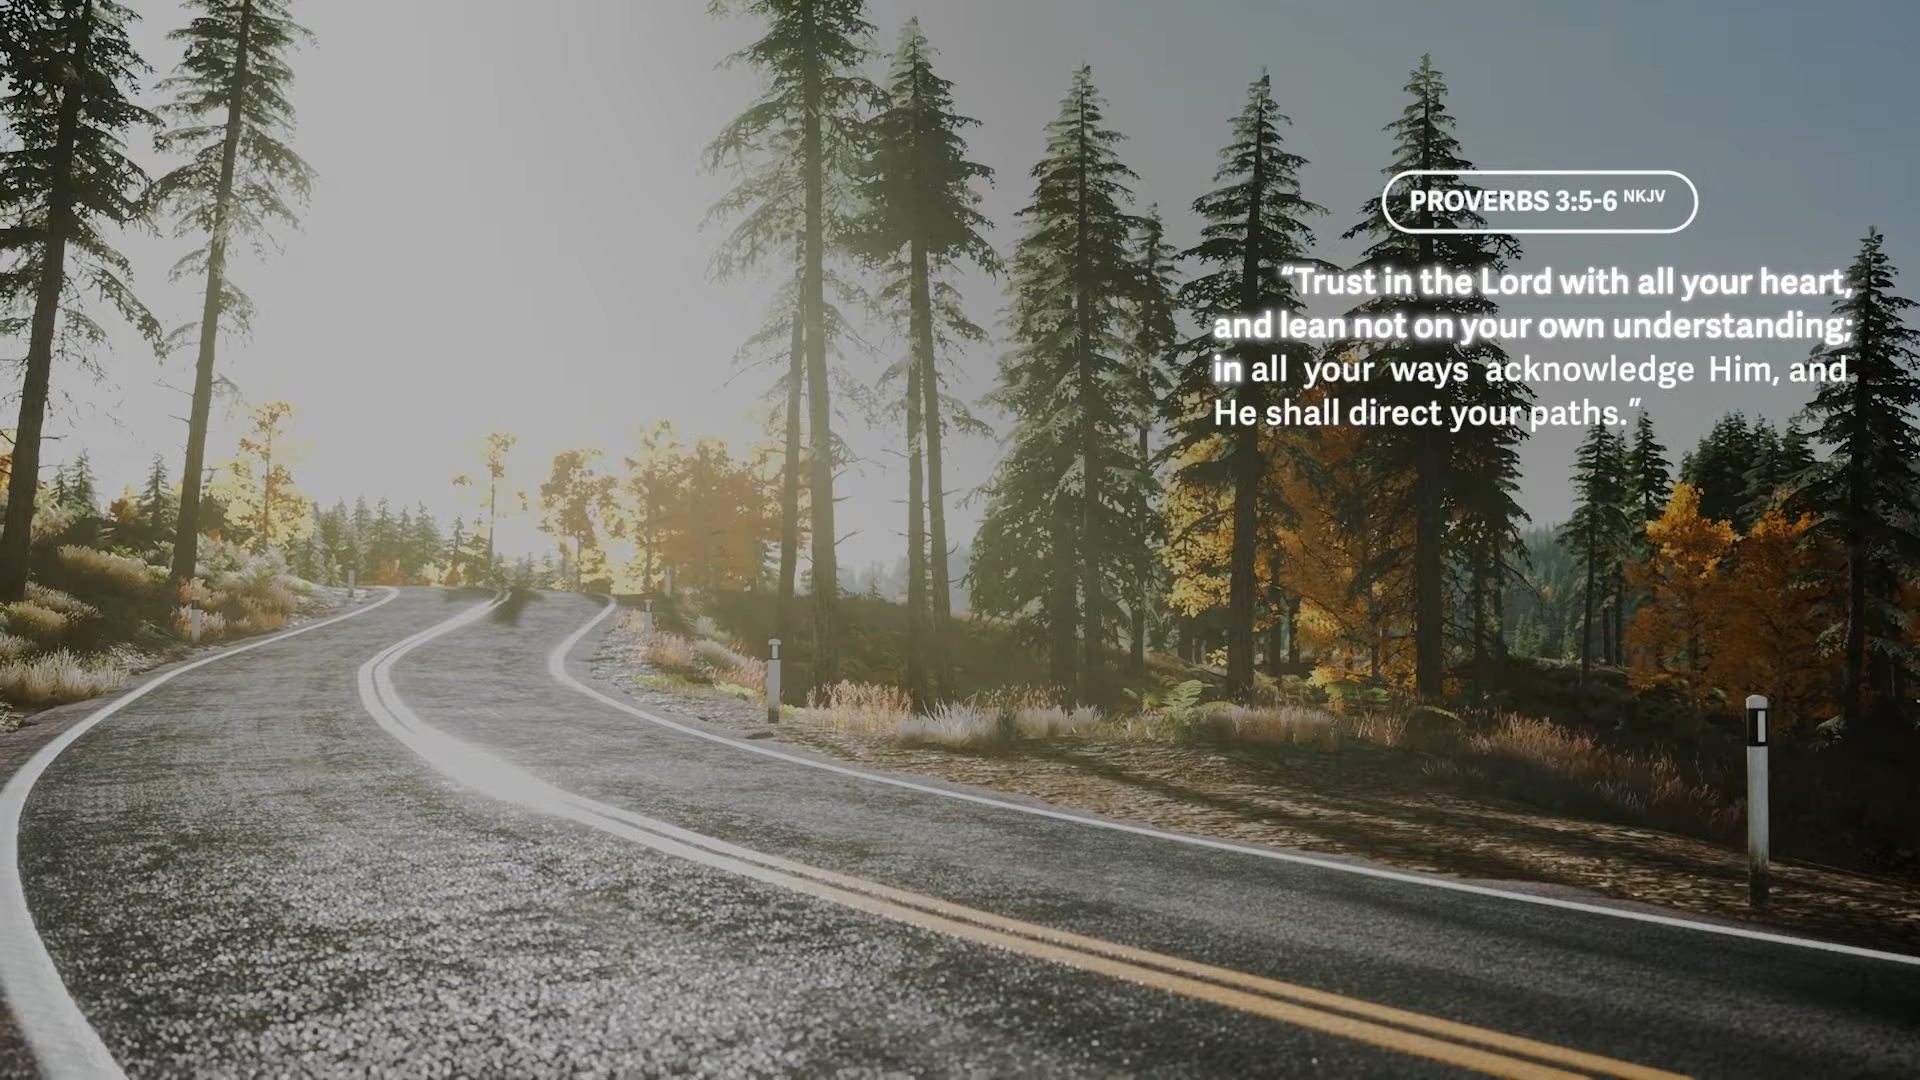 PROVERBS 3:5-6 NKJV
“Trust in the Lord with all your heart,
and lean not on your own understanding;
in all your ways acknowledge Him, and
He shall direct your paths.”